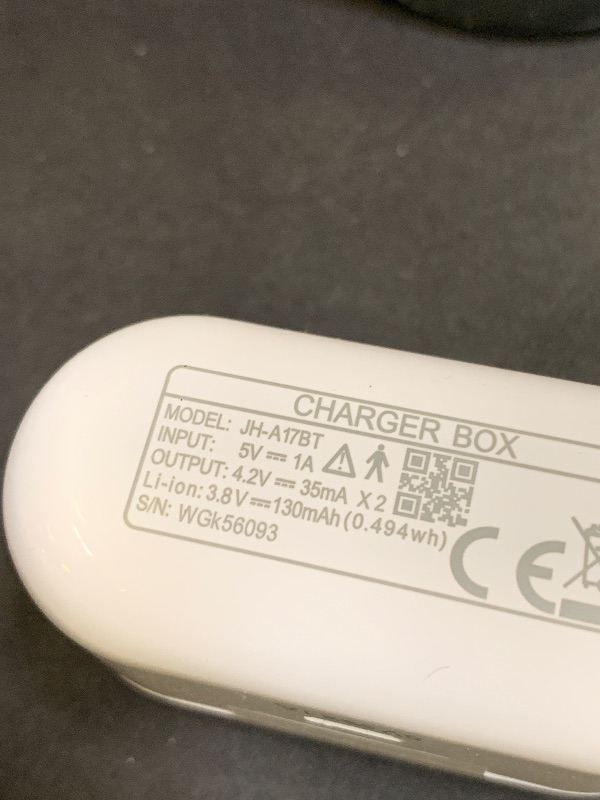 CHARGER BOX
MODEL: JH-A17BT
INPUT: 5V⎓1A
OUTPUT: 4.2V⎓35mA X 2
Li-ion: 3.8V⎓130mAh(0.494wh)
S/N: WGk56093
CE